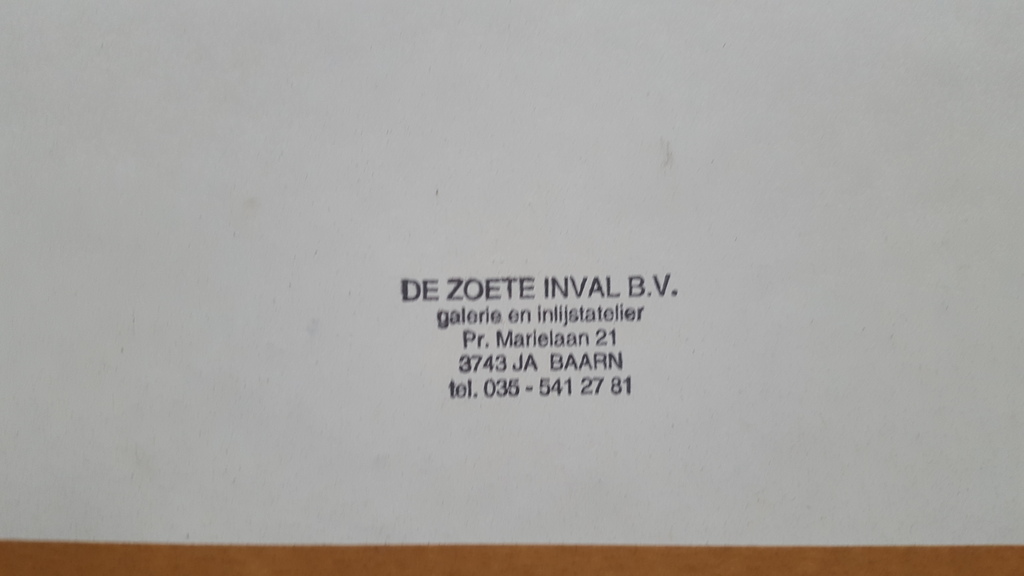 DE ZOETE INVAL B.V.
galerie en inlijstatelier
Pr. Marielaan 21
3743 JA BAARN
tel. 035 - 541 27 81